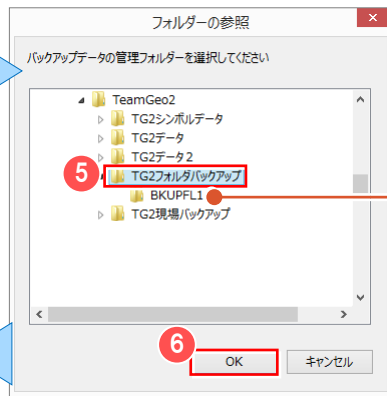 フォルダーの参照
×
バックアップデータの管理フォルダーを選択してください
TeamGeo2
TG2シンボルデータ
TG2データ
TG2データ2
5 TG2フォルダバックアップ
BKUPFL1
TG2現場バックアップ
6
OK キャンセル